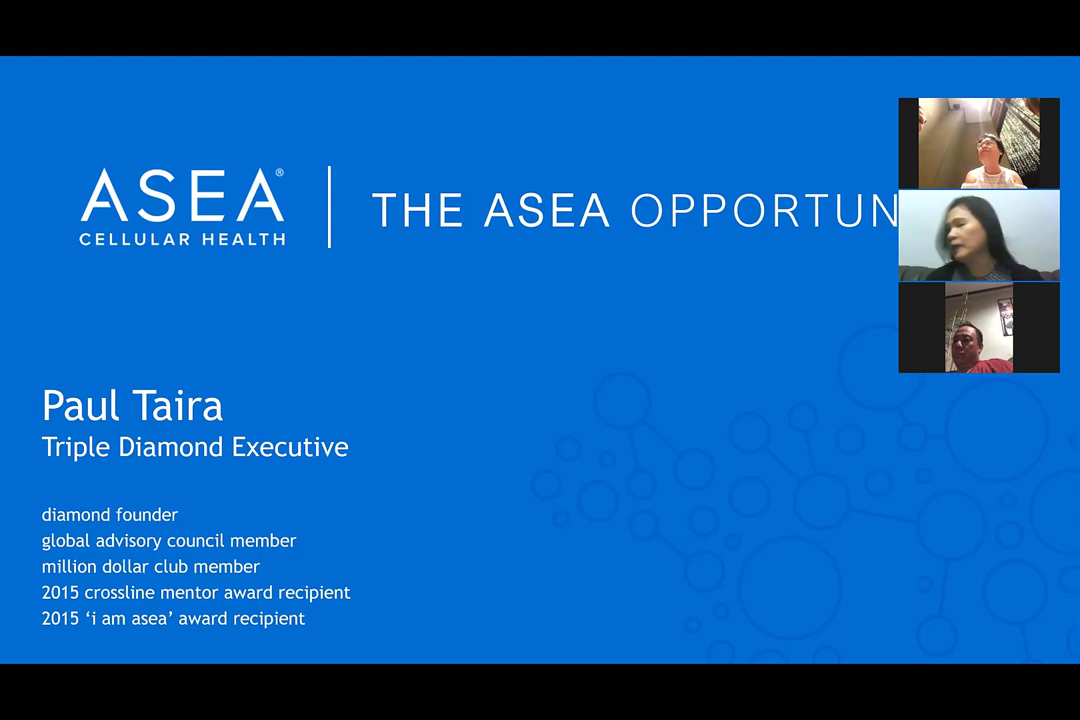 ASEA®
CELLULAR HEALTH
THE ASEA OPPORTUN
Paul Taira
Triple Diamond Executive
diamond founder
global advisory council member
million dollar club member
2015 crossline mentor award recipient
2015 ‘i am asea’ award recipient